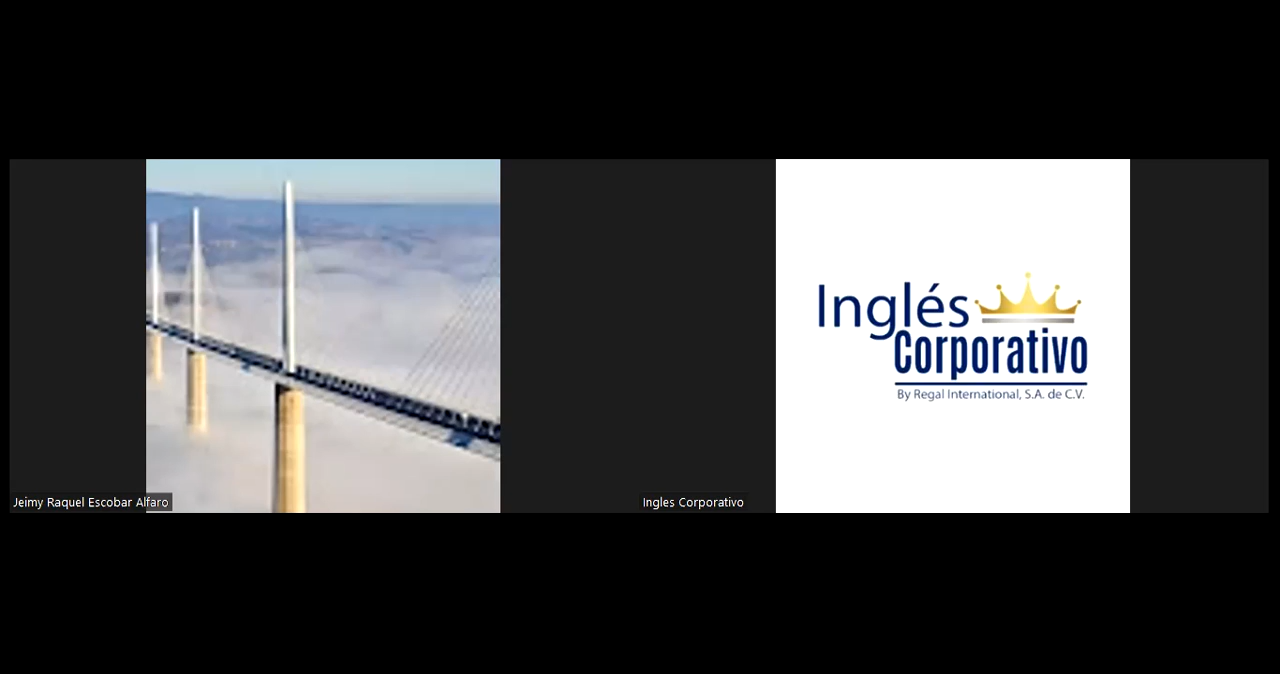 Inglés
Corporativo
By Regal International, S.A. de C.V.
Jeimy Raquel Escobar Alfaro
Ingles Corporativo